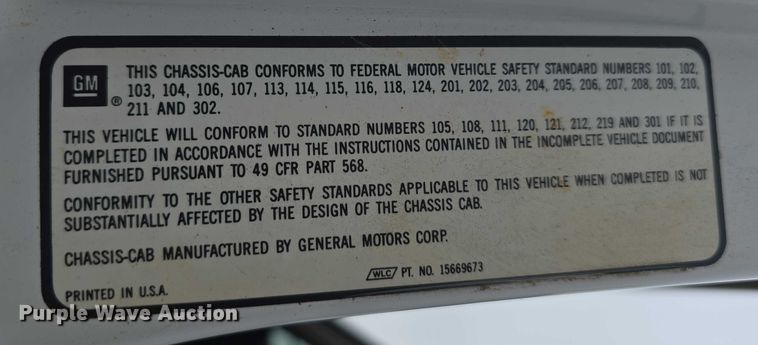 GM
®
THIS CHASSIS-CAB CONFORMS TO FEDERAL MOTOR VEHICLE SAFETY STANDARD NUMBERS 101, 102,
103, 104, 106, 107, 113, 114, 115, 116, 118, 124, 201, 202, 203, 204, 205, 206, 207, 208, 209, 210,
211 AND 302.
THIS VEHICLE WILL CONFORM TO STANDARD NUMBERS 105, 108, 111, 120, 121, 212, 219 AND 301 IF IT IS
COMPLETED IN ACCORDANCE WITH THE INSTRUCTIONS CONTAINED IN THE INCOMPLETE VEHICLE DOCUMENT
FURNISHED PURSUANT TO 49 CFR PART 568.
CONFORMITY TO THE OTHER SAFETY STANDARDS APPLICABLE TO THIS VEHICLE WHEN COMPLETED IS NOT
SUBSTANTIALLY AFFECTED BY THE DESIGN OF THE CHASSIS CAB.
CHASSIS-CAB MANUFACTURED BY GENERAL MOTORS CORP.
WLC PT. NO. 15669673
PRINTED IN U.S.A.
Purple Wave Auction